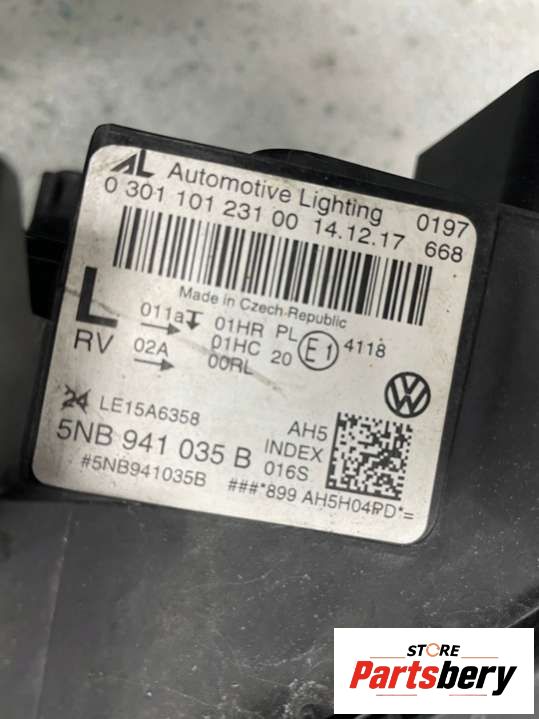 AL Automotive Lighting
0 301 101 231 00 14.12.17 0197 668
Made in Czech Republic
L 011a 01HR PL E1 4118
RV 02A 01HC 20
00RL
VW
24 LE15A6358 AH5
5NB 941 035 B INDEX
#5NB941035B 016S
###*899 AH5H04PD*=
STORE
Partsbery